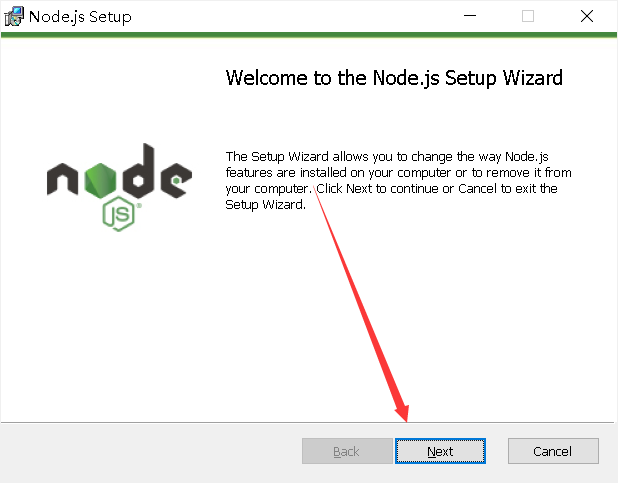 Node.js Setup
Welcome to the Node.js Setup Wizard
The Setup Wizard allows you to change the way Node.js
features are installed on your computer or to remove it from
your computer. Click Next to continue or Cancel to exit the
Setup Wizard.
node
JS
Back
Next
Cancel